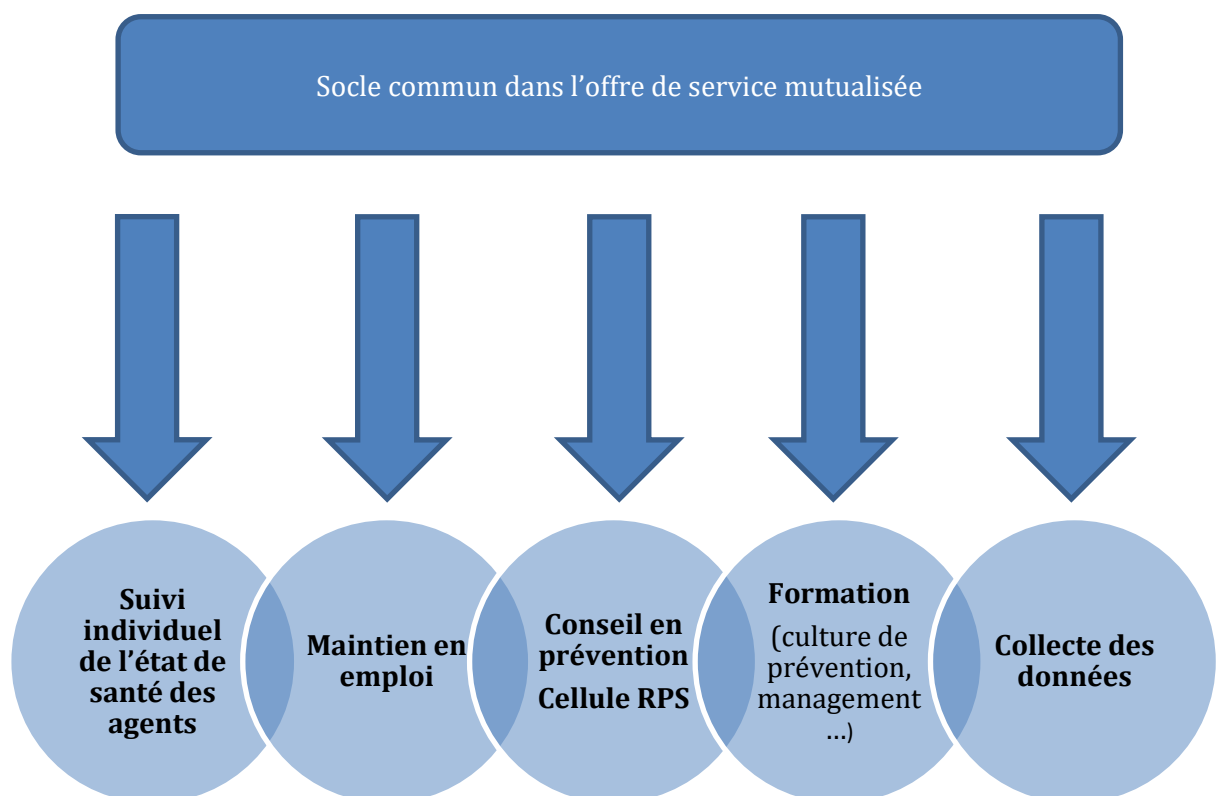 Socle commun dans l’offre de service mutualisée
Suivi
individuel
de l’état de
santé des
agents
Maintien en
emploi
Conseil en
prévention
Cellule RPS
Formation
(culture de
prévention,
management
…)
Collecte des
données